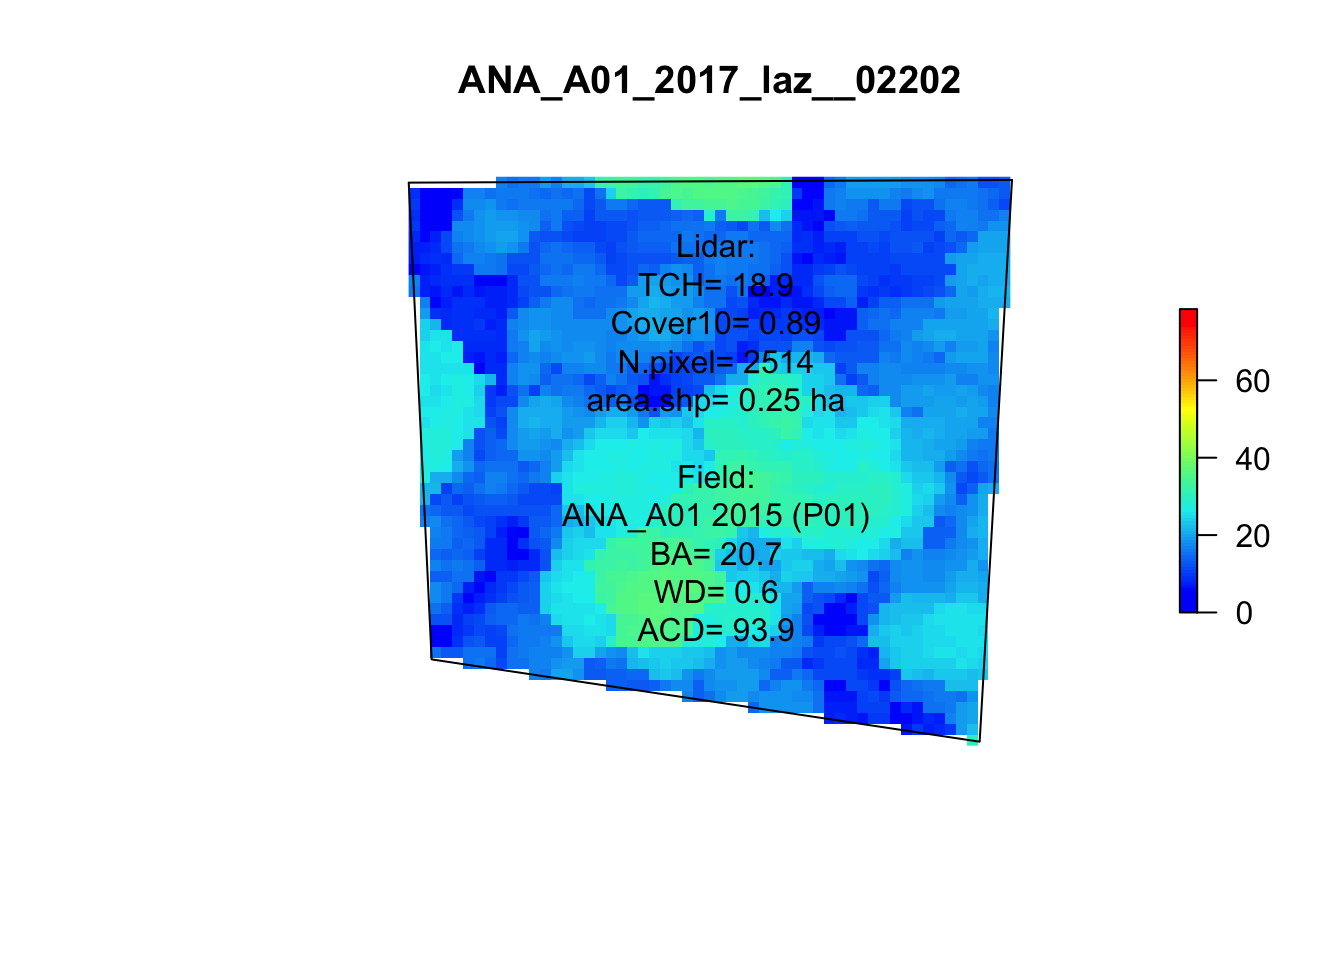 ANA_A01_2017_laz__02202
Lidar:
TCH= 18.9
Cover10= 0.89
N.pixel= 2514
area.shp= 0.25 ha
Field:
ANA_A01 2015 (P01)
BA= 20.7
WD= 0.6
ACD= 93.9
60
40
20
0